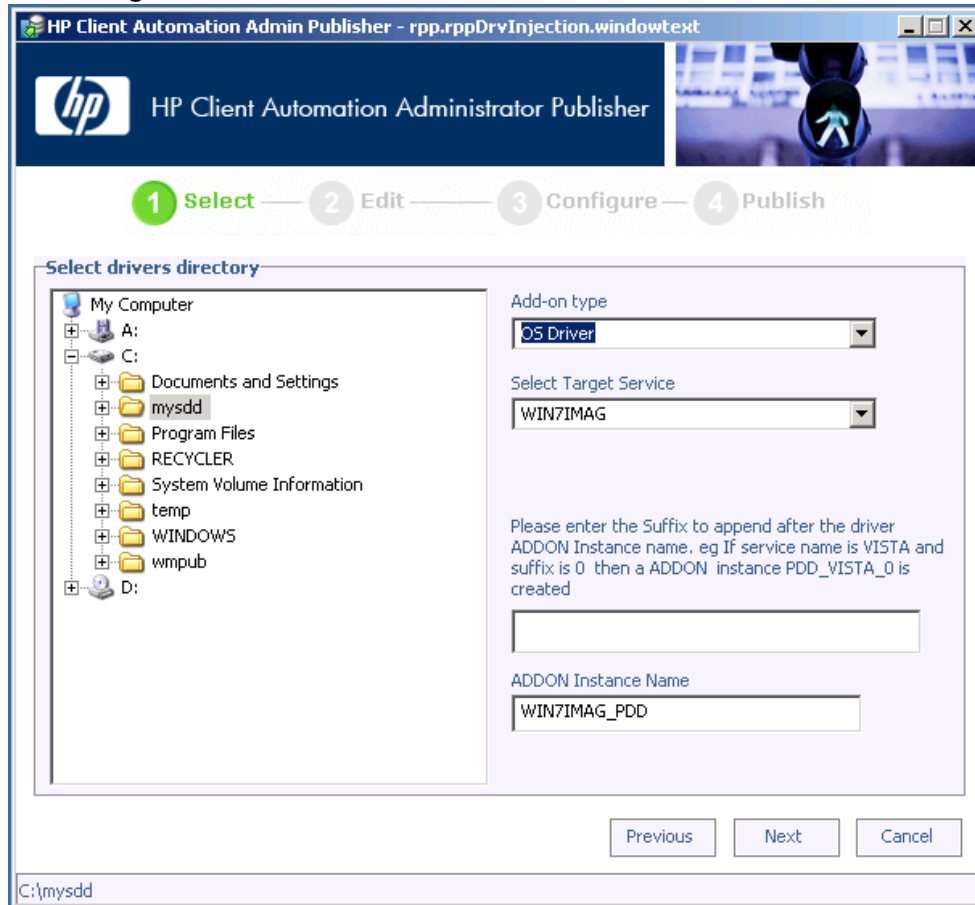 HP Client Automation Admin Publisher - rpp.rppDrvInjection.windowtext
hp HP Client Automation Administrator Publisher
1 Select 2 Edit 3 Configure 4 Publish
Select drivers directory
My Computer
A:
C:
Documents and Settings
mysdd
Program Files
RECYCLER
System Volume Information
temp
WINDOWS
wmpub
D:
Add-on type
OS Driver
Select Target Service
WIN7IMAG
Please enter the Suffix to append after the driver
ADDON Instance name. eg If service name is VISTA and
suffix is 0 then a ADDON instance PDD_VISTA_0 is
created
ADDON Instance Name
WIN7IMAG_PDD
Previous Next Cancel
C:\mysdd